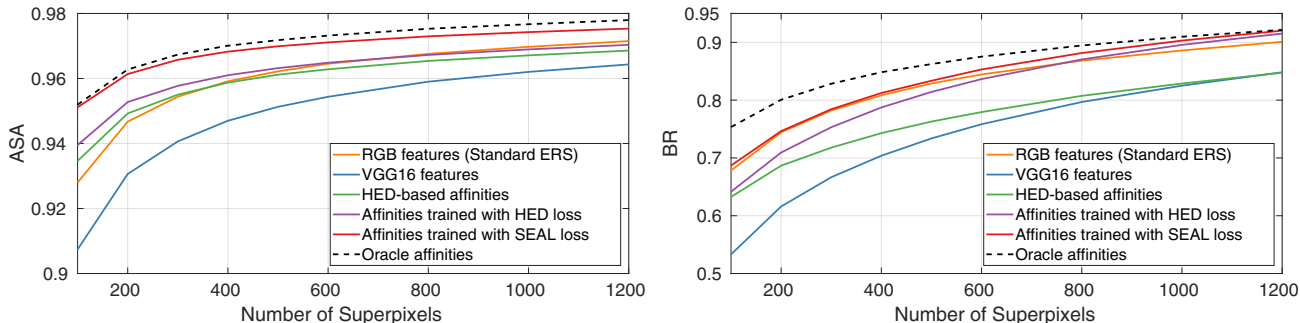 0.98
0.96
0.94
0.92
0.9
ASA
RGB features (Standard ERS)
VGG16 features
HED-based affinities
Affinities trained with HED loss
Affinities trained with SEAL loss
Oracle affinities
200 400 600 800 1000 1200
Number of Superpixels
0.95
0.9
0.8
0.7
0.6
0.5
BR
RGB features (Standard ERS)
VGG16 features
HED-based affinities
Affinities trained with HED loss
Affinities trained with SEAL loss
Oracle affinities
200 400 600 800 1000 1200
Number of Superpixels